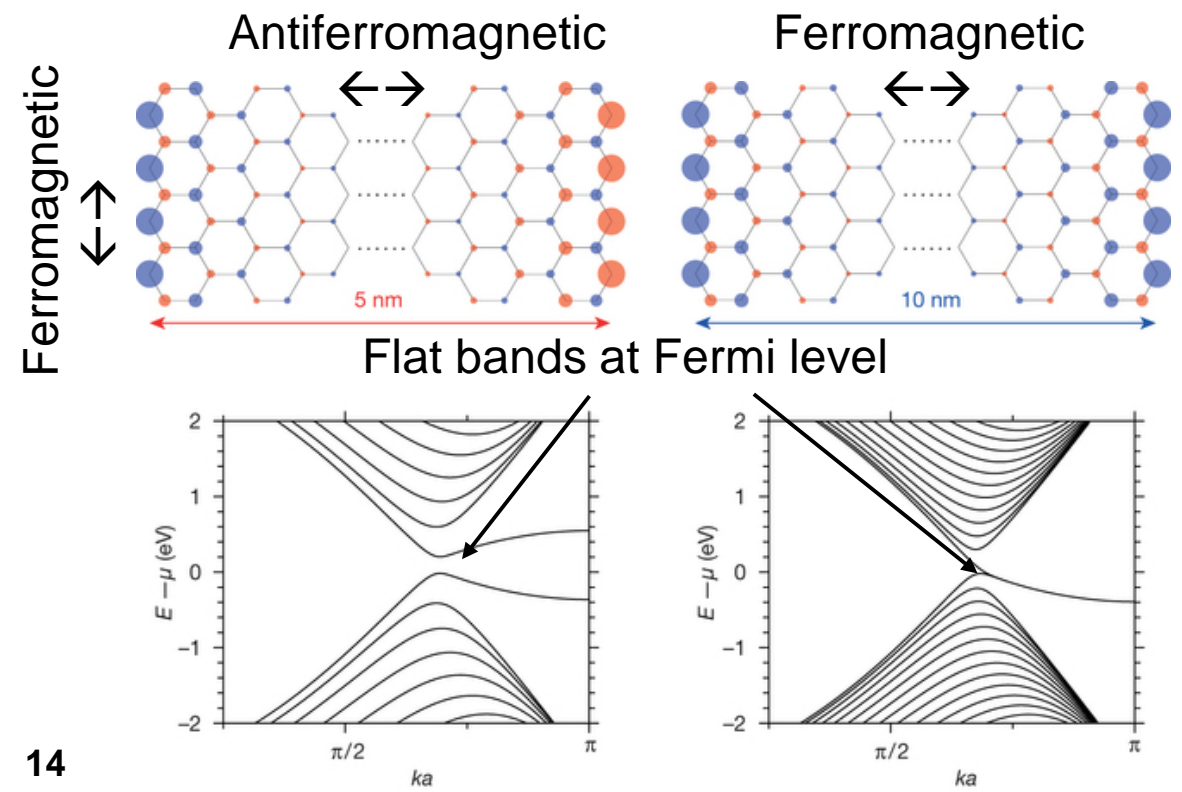 Antiferromagnetic
Ferromagnetic
Ferromagnetic
5 nm
10 nm
Flat bands at Fermi level
2
1
0
−1
−2
E −μ (eV)
π/2
π
ka
2
1
0
−1
−2
E −μ (eV)
π/2
π
ka
14